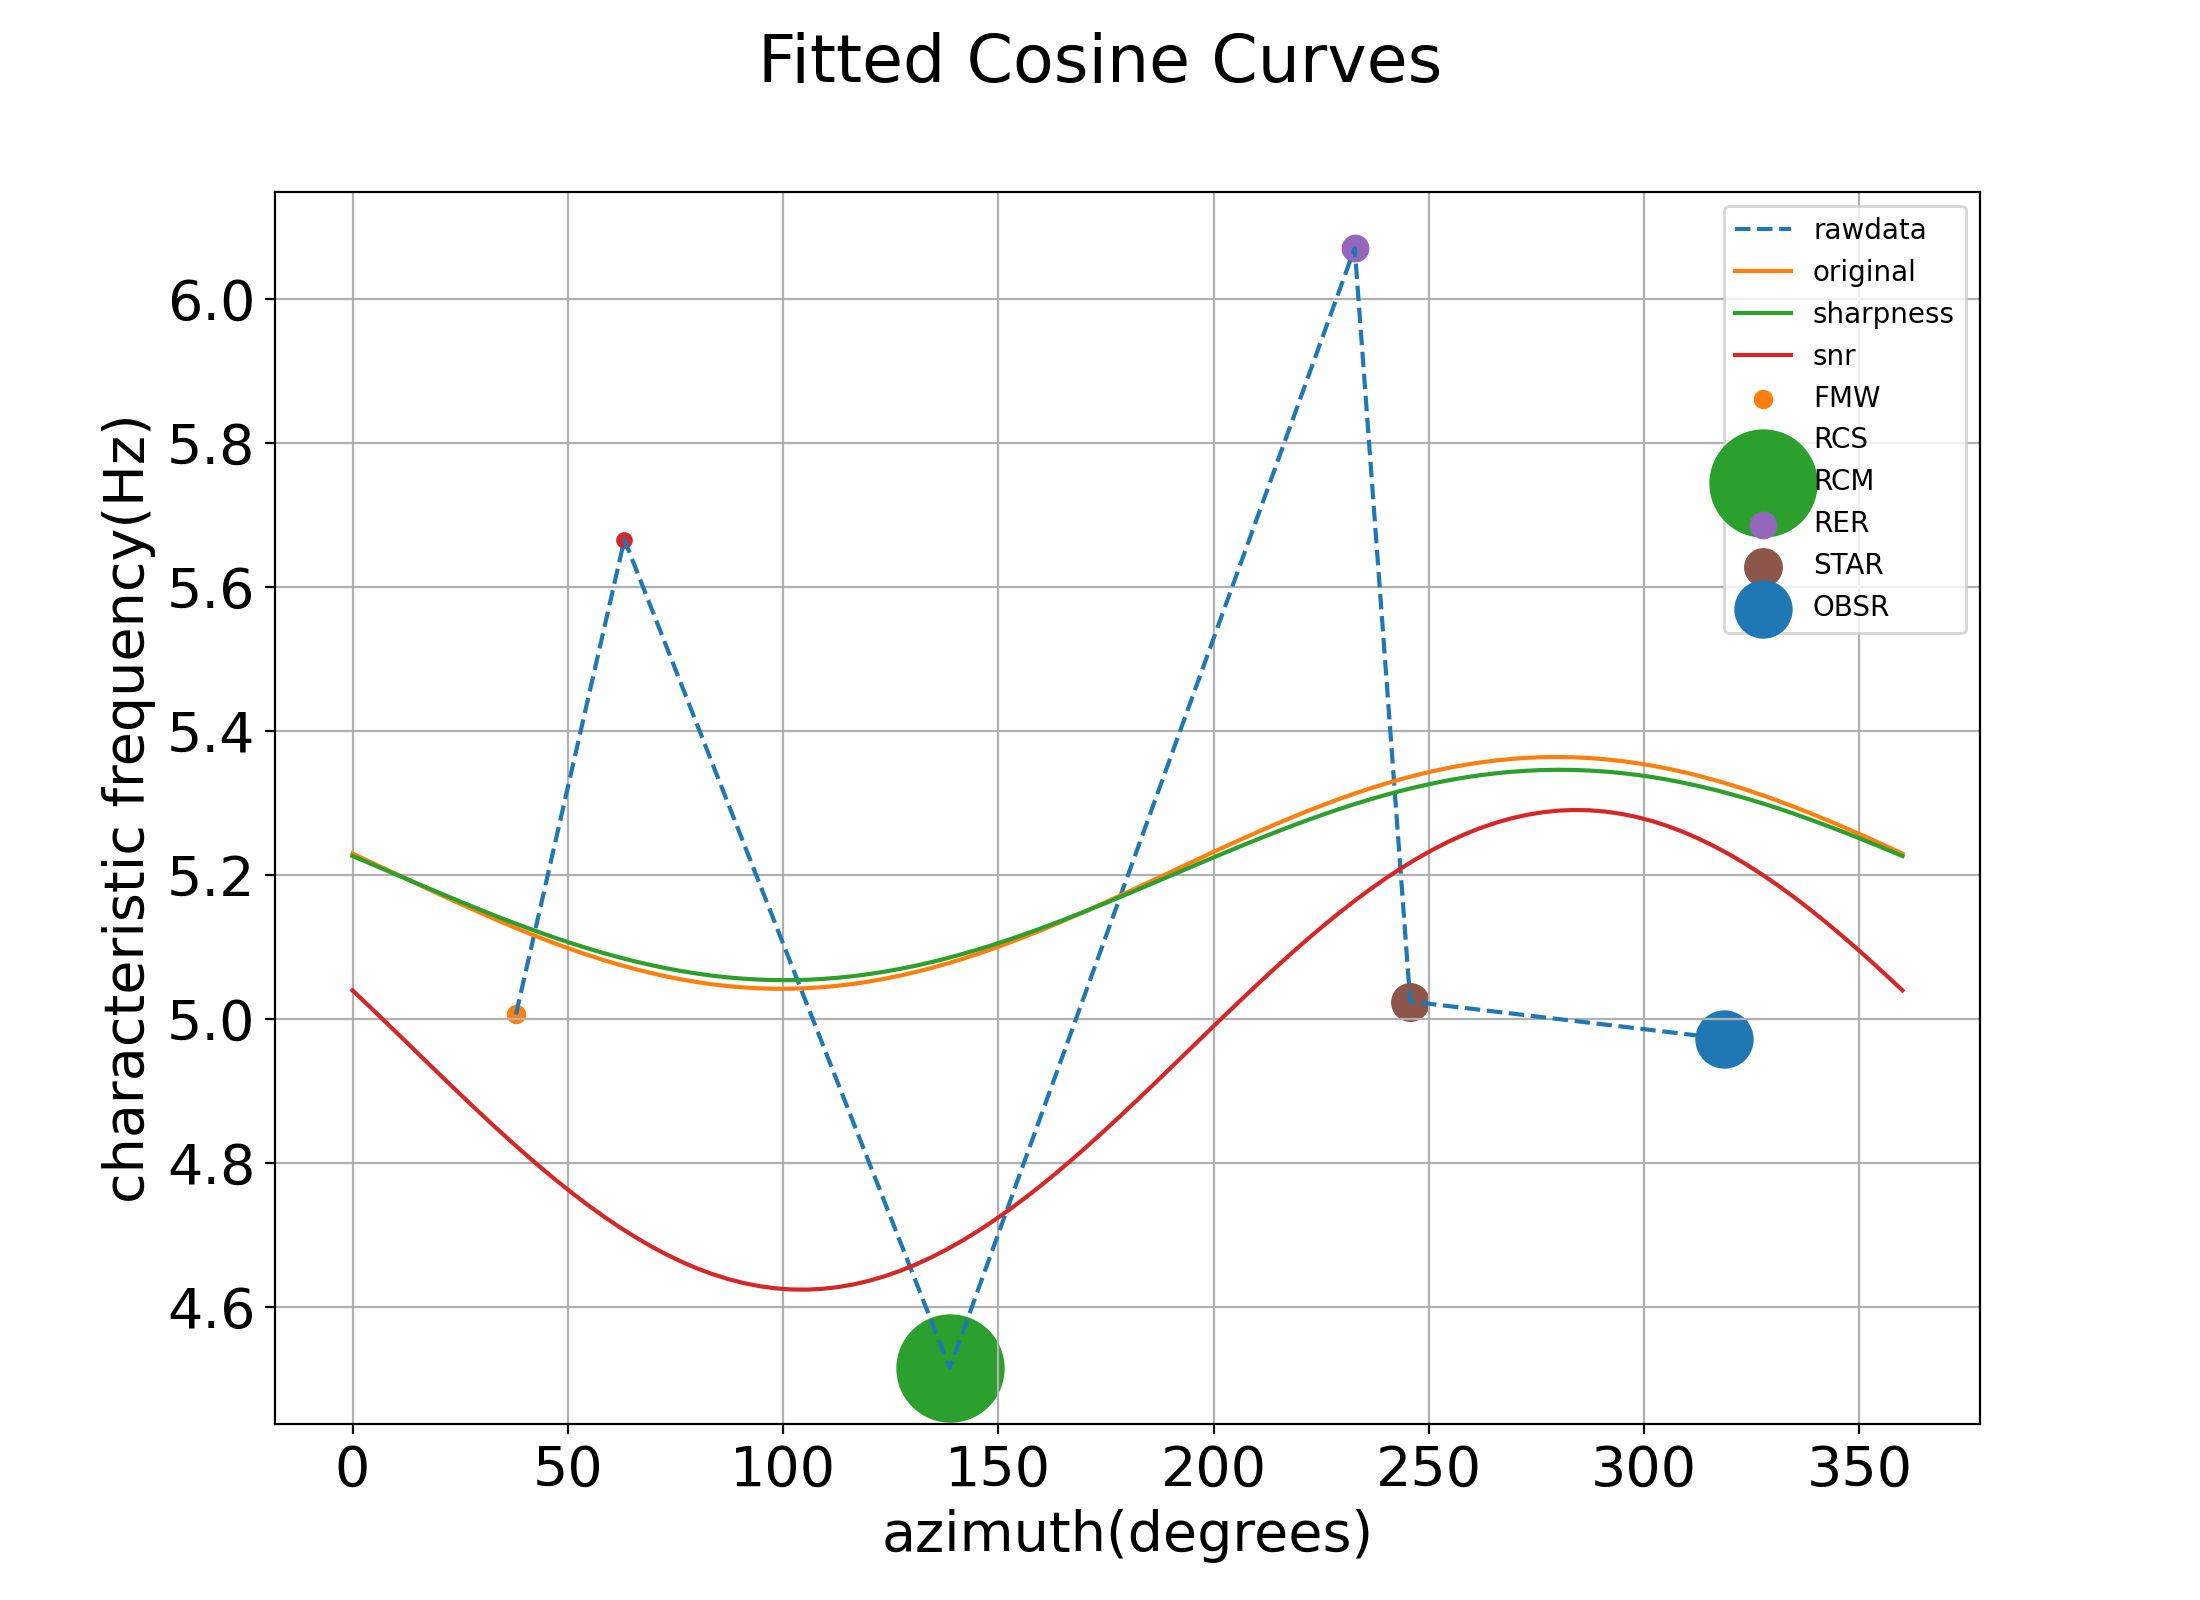 Fitted Cosine Curves
rawdata
original
sharpness
snr
FMW
RCS
RCM
RER
STAR
OBSR
characteristic frequency(Hz)
6.0
5.8
5.6
5.4
5.2
5.0
4.8
4.6
0 50 100 150 200 250 300 350
azimuth(degrees)